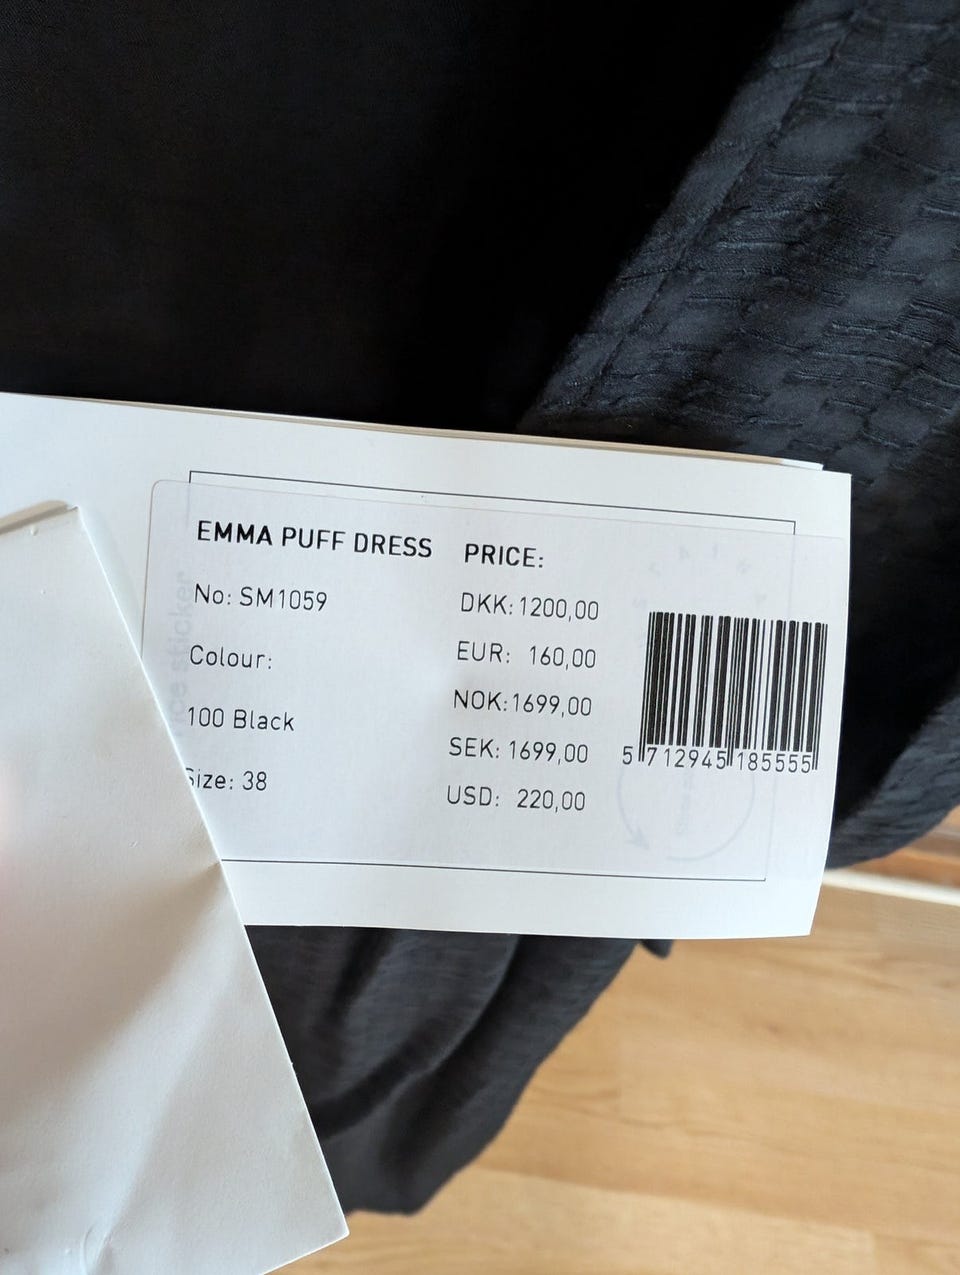 EMMA PUFF DRESS
No: SM1059
Colour:
100 Black
Size: 38
PRICE:
DKK: 1200,00
EUR: 160,00
NOK: 1699,00
SEK: 1699,00
USD: 220,00
5 712945 185555
sticker